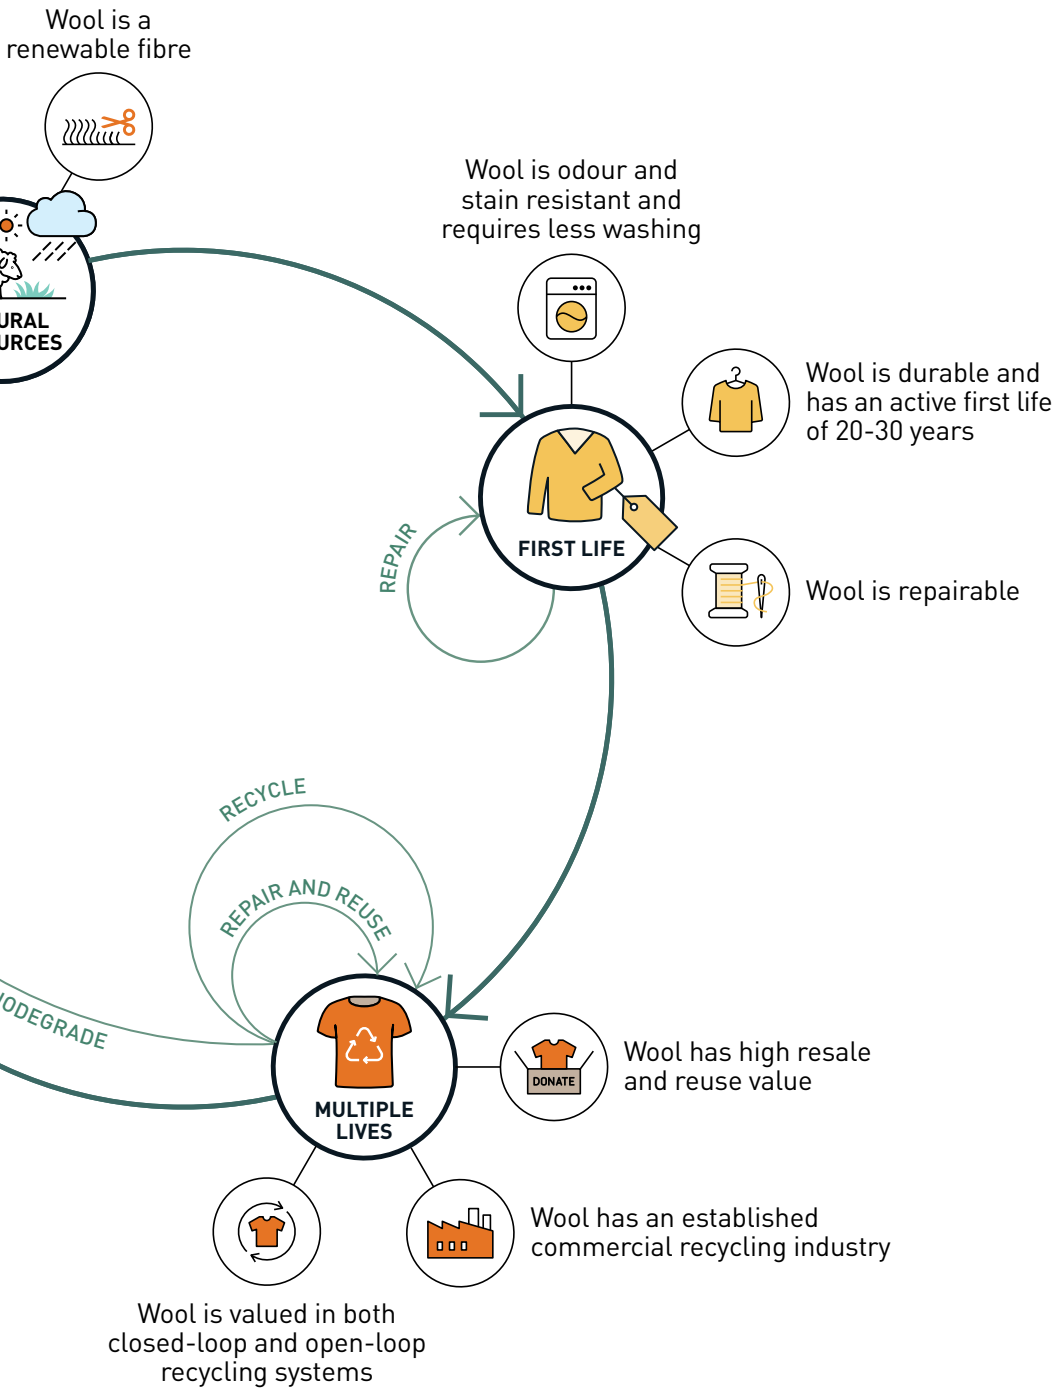 Wool is a
renewable fibre
Wool is odour and
stain resistant and
requires less washing
URAL
URCES
Wool is durable and
has an active first life
of 20-30 years
FIRST LIFE
REPAIR
Wool is repairable
RECYCLE
REPAIR AND REUSE
IODEGRADE
MULTIPLE
LIVES
DONATE
Wool has high resale
and reuse value
Wool has an established
commercial recycling industry
Wool is valued in both
closed-loop and open-loop
recycling systems